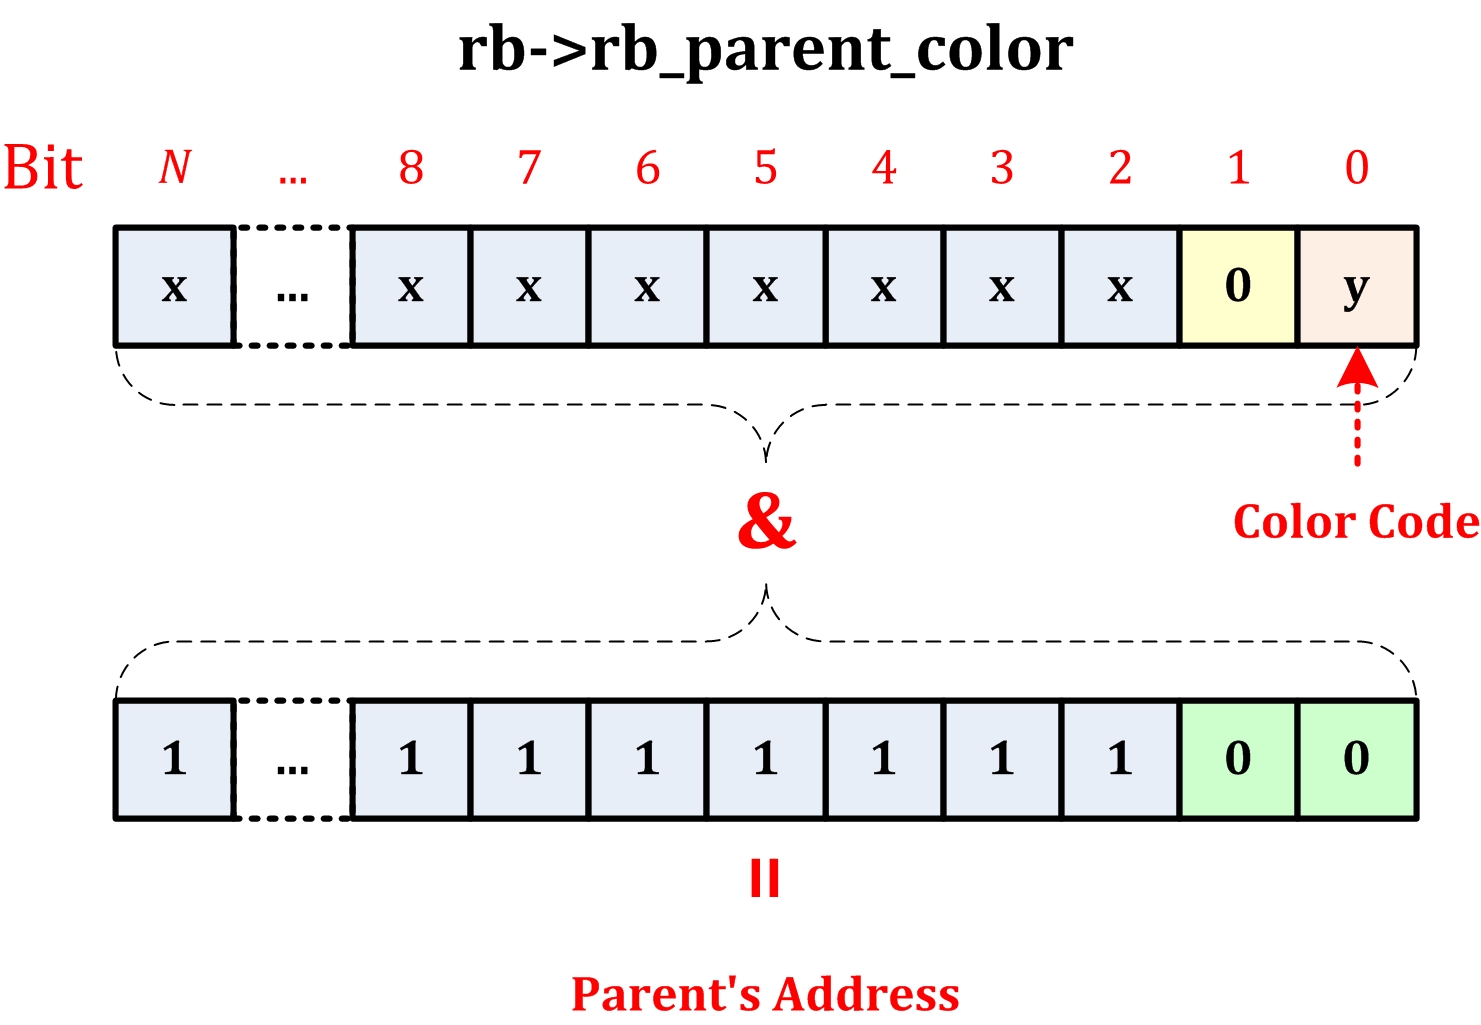 rb->rb_parent_color
Bit N ... 8 7 6 5 4 3 2 1 0
x ... x x x x x x x 0 y
&
Color Code
1 ... 1 1 1 1 1 1 1 0 0
=
Parent's Address